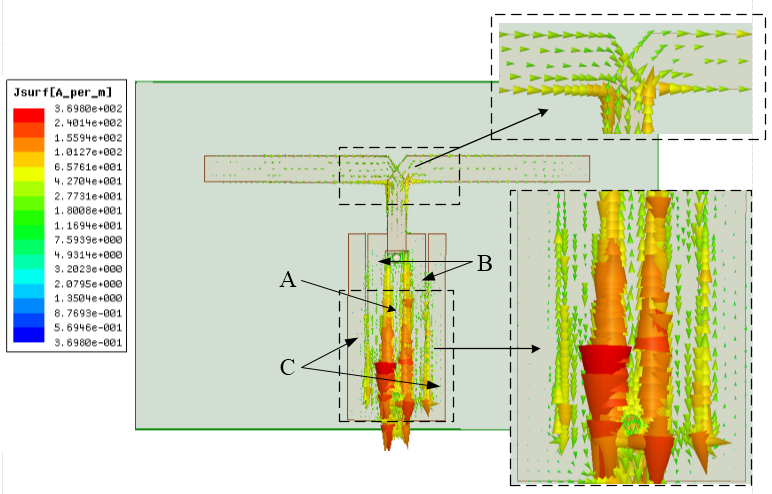 Jsurf[A_per_m]
3.6980e+002
2.4014e+002
1.5594e+002
1.0127e+002
6.5761e+001
4.2704e+001
2.7731e+001
1.8008e+001
1.1694e+001
7.5939e+000
4.9314e+000
3.2023e+000
2.0795e+000
1.3504e+000
8.7693e-001
5.6946e-001
3.6980e-001
A
B
C